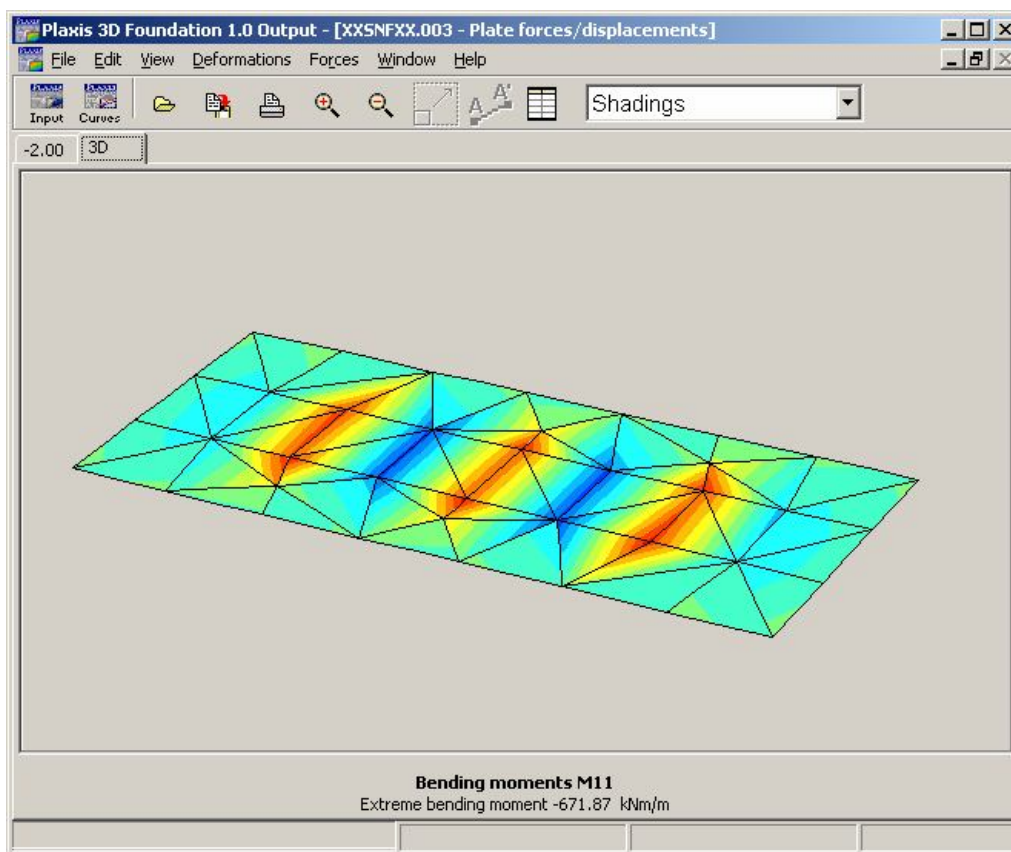 Plaxis 3D Foundation 1.0 Output - [XXSNFXX.003 - Plate forces/displacements]
File Edit View Deformations Forces Window Help
Input Curves A A' Shadings
-2.00 3D
Bending moments M11
Extreme bending moment -671.87 kNm/m